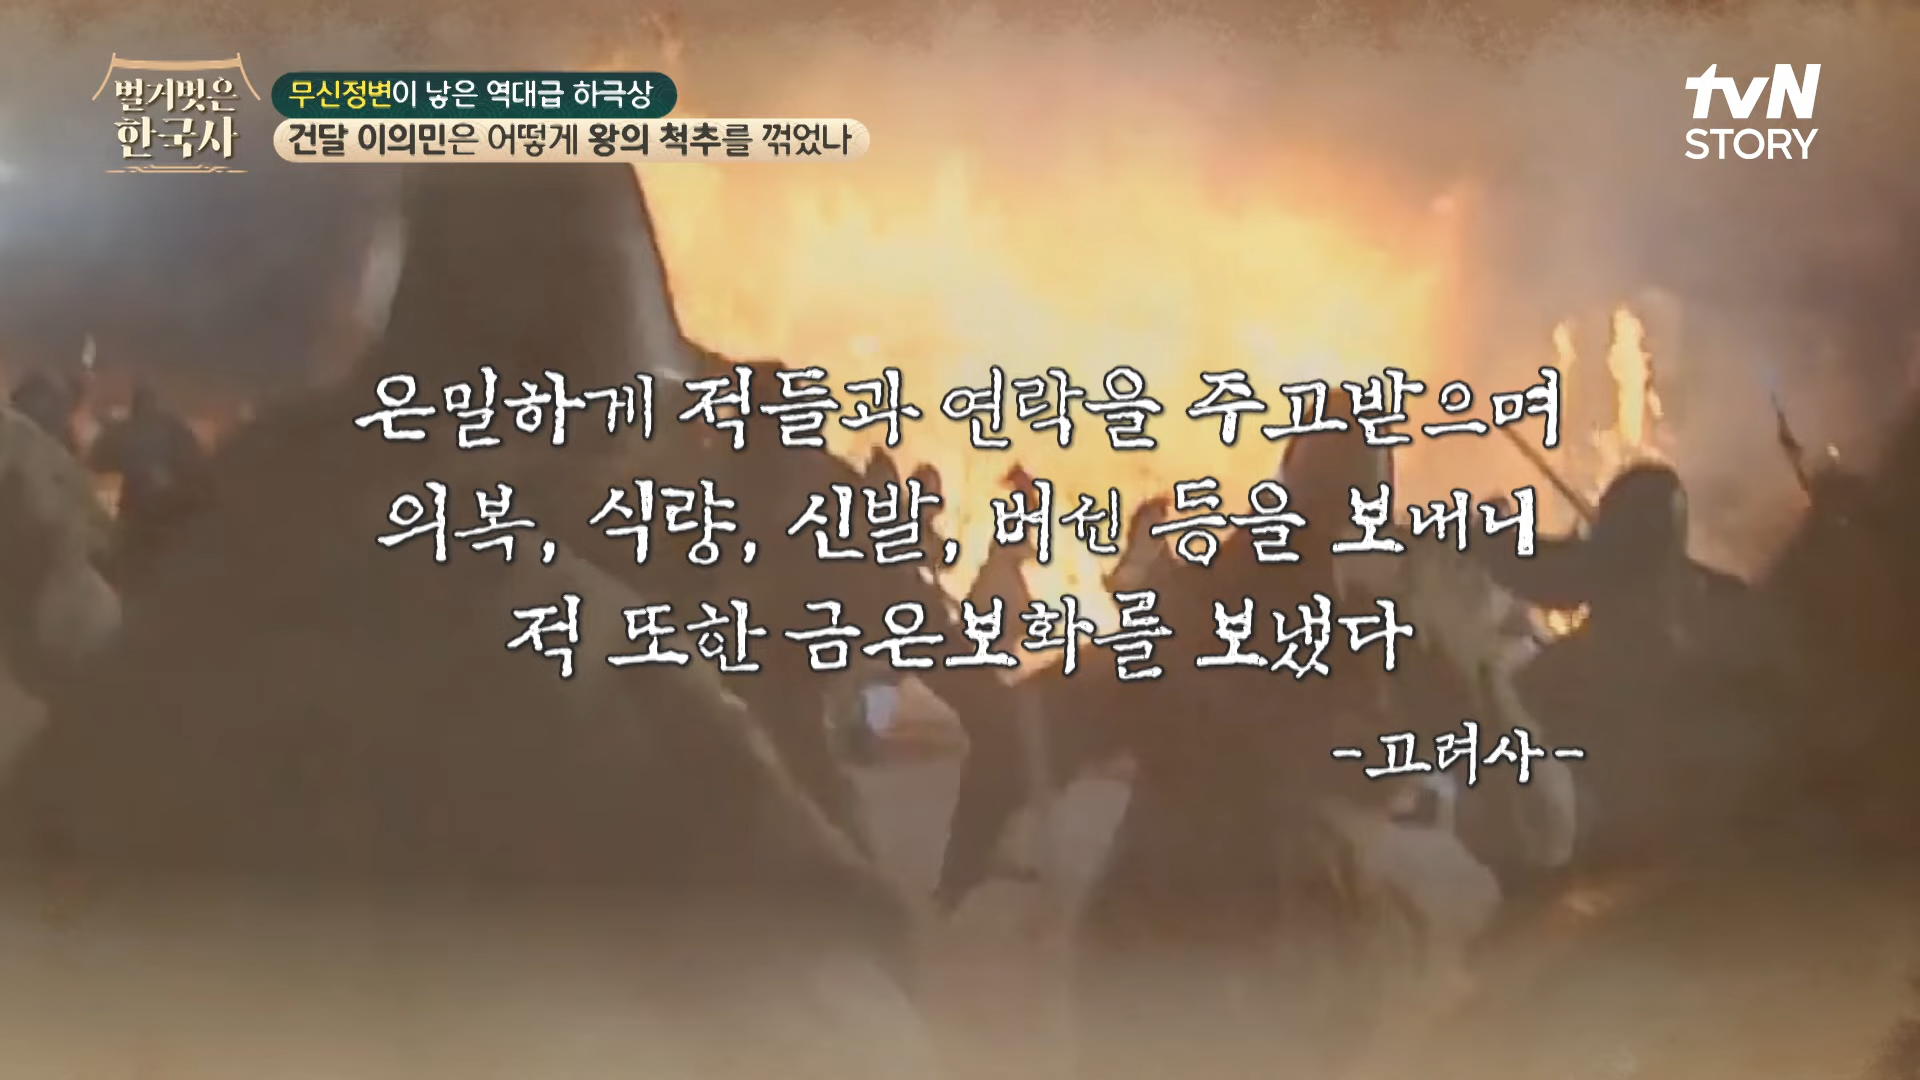 벌거벗은
한국사
무신정변이 낳은 역대급 하극상
건달 이의민은 어떻게 왕의 척추를 꺾었나
tvN
STORY
은밀하게 적들과 연락을 주고받으며
의복, 식량, 신발, 버선 등을 보내니
적 또한 금은보화를 보냈다
-고려사-